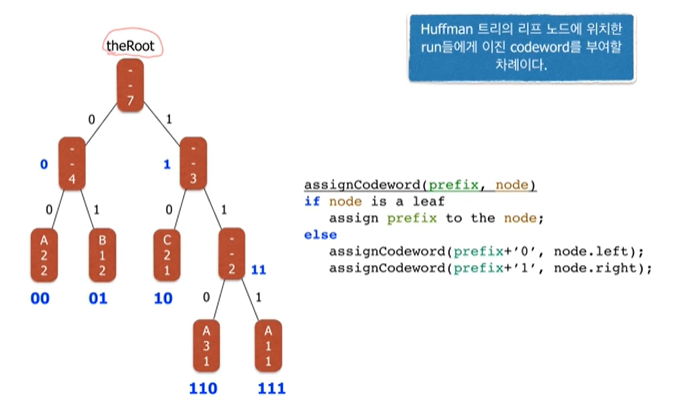 Huffman 트리의 리프 노드에 위치한
run들에게 이진 codeword를 부여할
차례이다.
theRoot
-
-
7
0
1
0
-
-
4
1
-
-
3
0
1
0
1
A
2
2
B
1
2
C
2
1
-
-
2
11
00
01
10
0
1
A
3
1
A
1
1
110
111
assignCodeword(prefix, node)
if node is a leaf
assign prefix to the node;
else
assignCodeword(prefix+'0', node.left);
assignCodeword(prefix+'1', node.right);